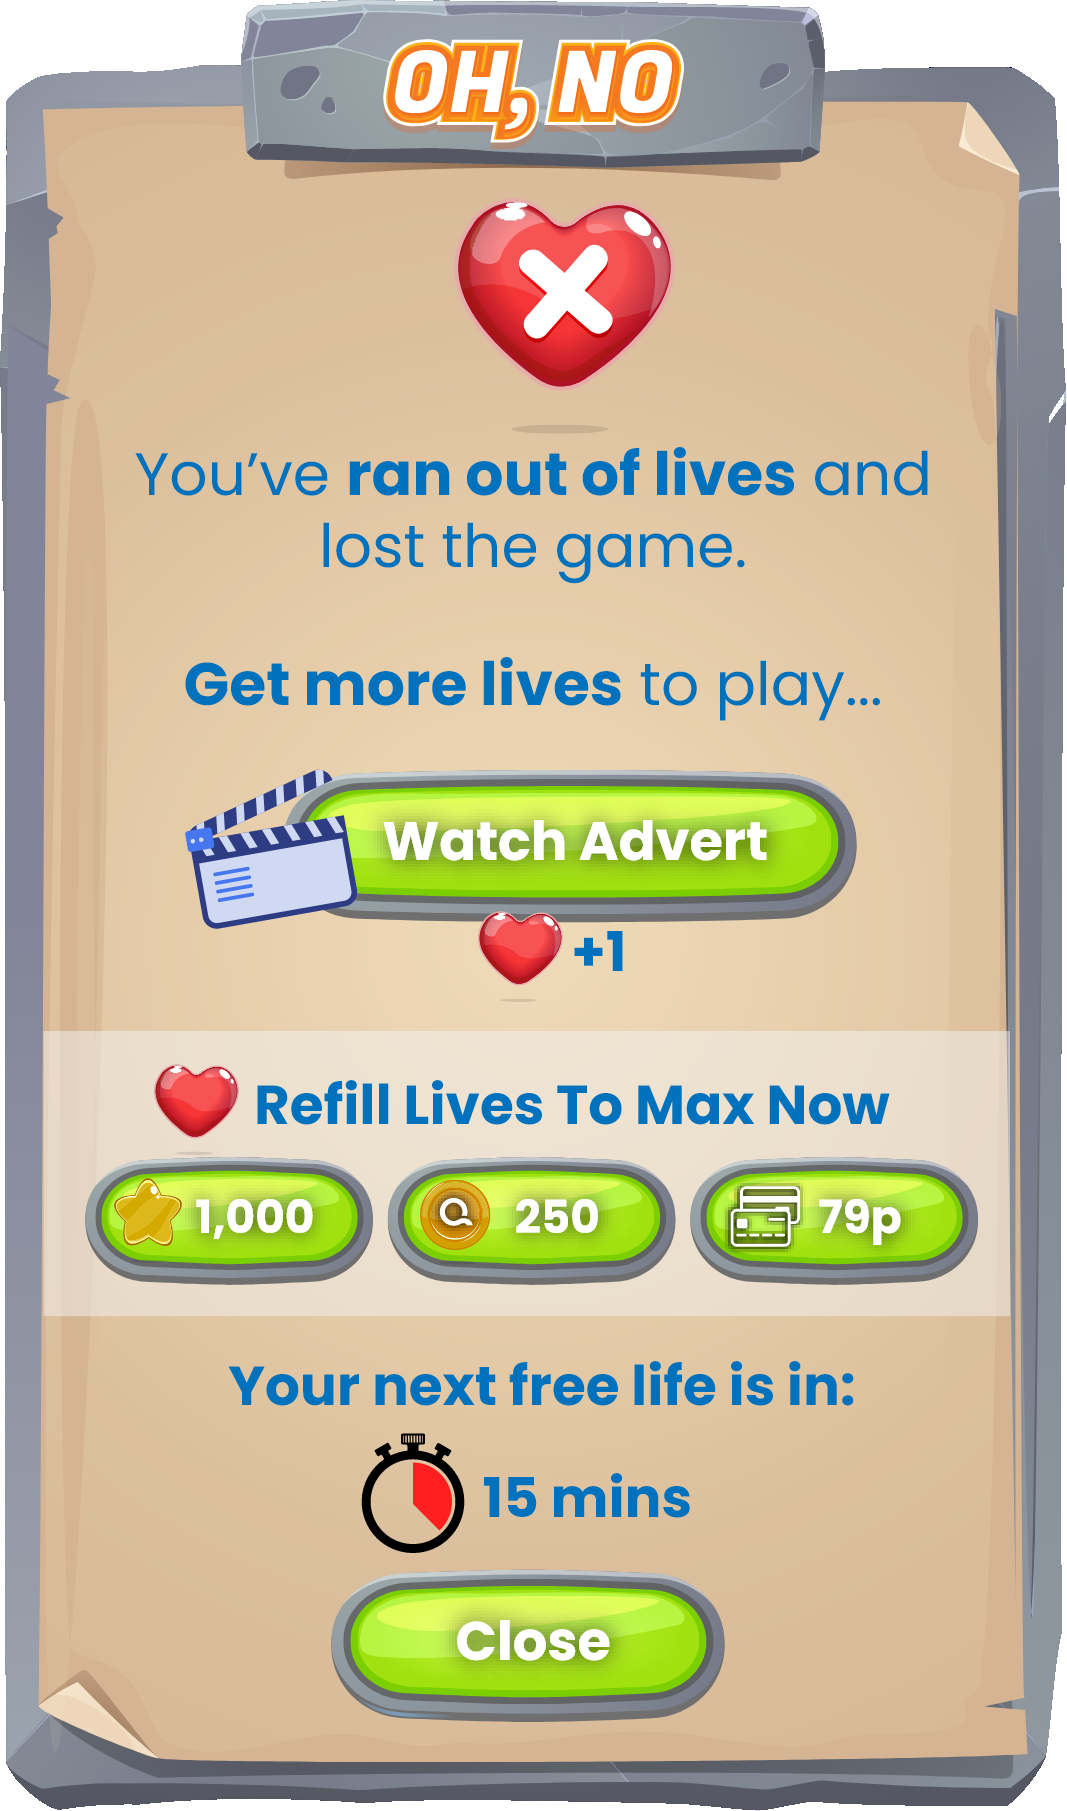 OH, NO
You’ve ran out of lives and
lost the game.
Get more lives to play...
Watch Advert
+1
Refill Lives To Max Now
1,000
250
79p
Your next free life is in:
15 mins
Close